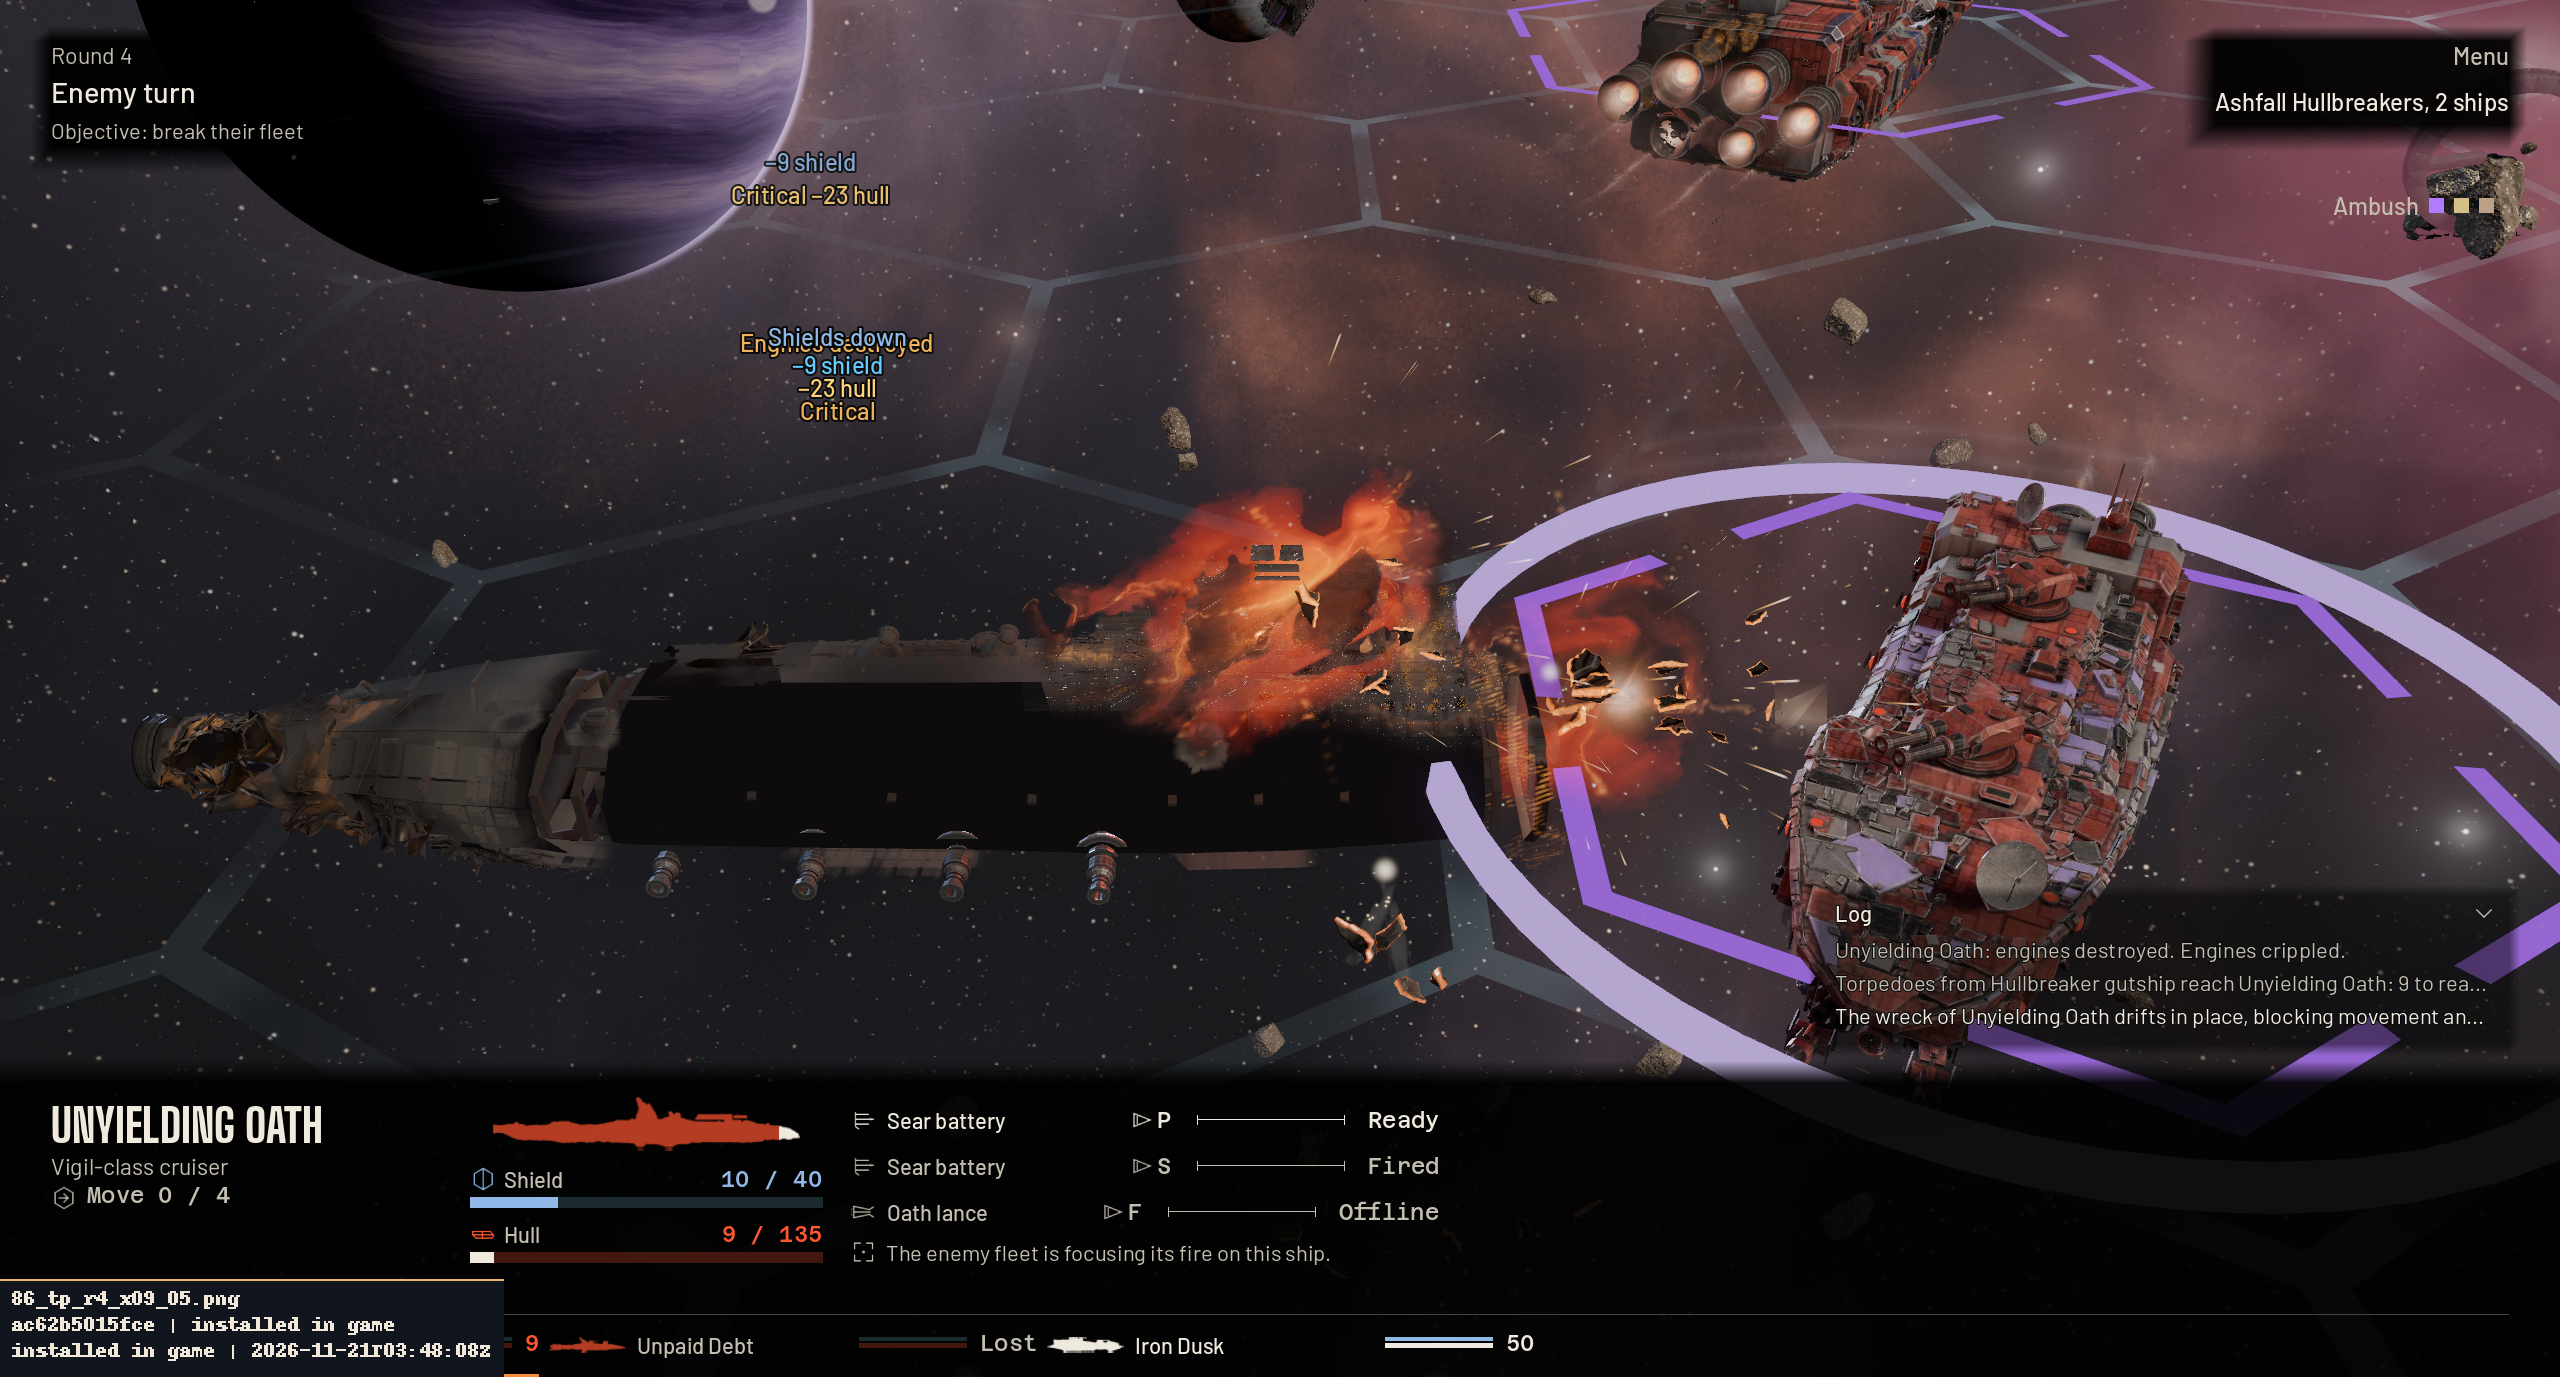 Round 4
Enemy turn
Objective: break their fleet
Menu
Ashfall Hullbreakers, 2 ships
Ambush
−9 shield
Critical −23 hull
Shields down
Engines destroyed
−9 shield
−23 hull
Critical
Log
Unyielding Oath: engines destroyed. Engines crippled.
Torpedoes from Hullbreaker gutship reach Unyielding Oath: 9 to rea...
The wreck of Unyielding Oath drifts in place, blocking movement an...
UNYIELDING OATH
Vigil-class cruiser
Move 0 / 4
Shield 10 / 40
Hull 9 / 135
Sear battery P Ready
Sear battery S Fired
Oath lance F Offline
The enemy fleet is focusing its fire on this ship.
86_tp_r4_x09_05.png
ac62b5015fce | installed in game
installed in game | 2026-11-21T03:48:08Z
9 Unpaid Debt Lost Iron Dusk 50